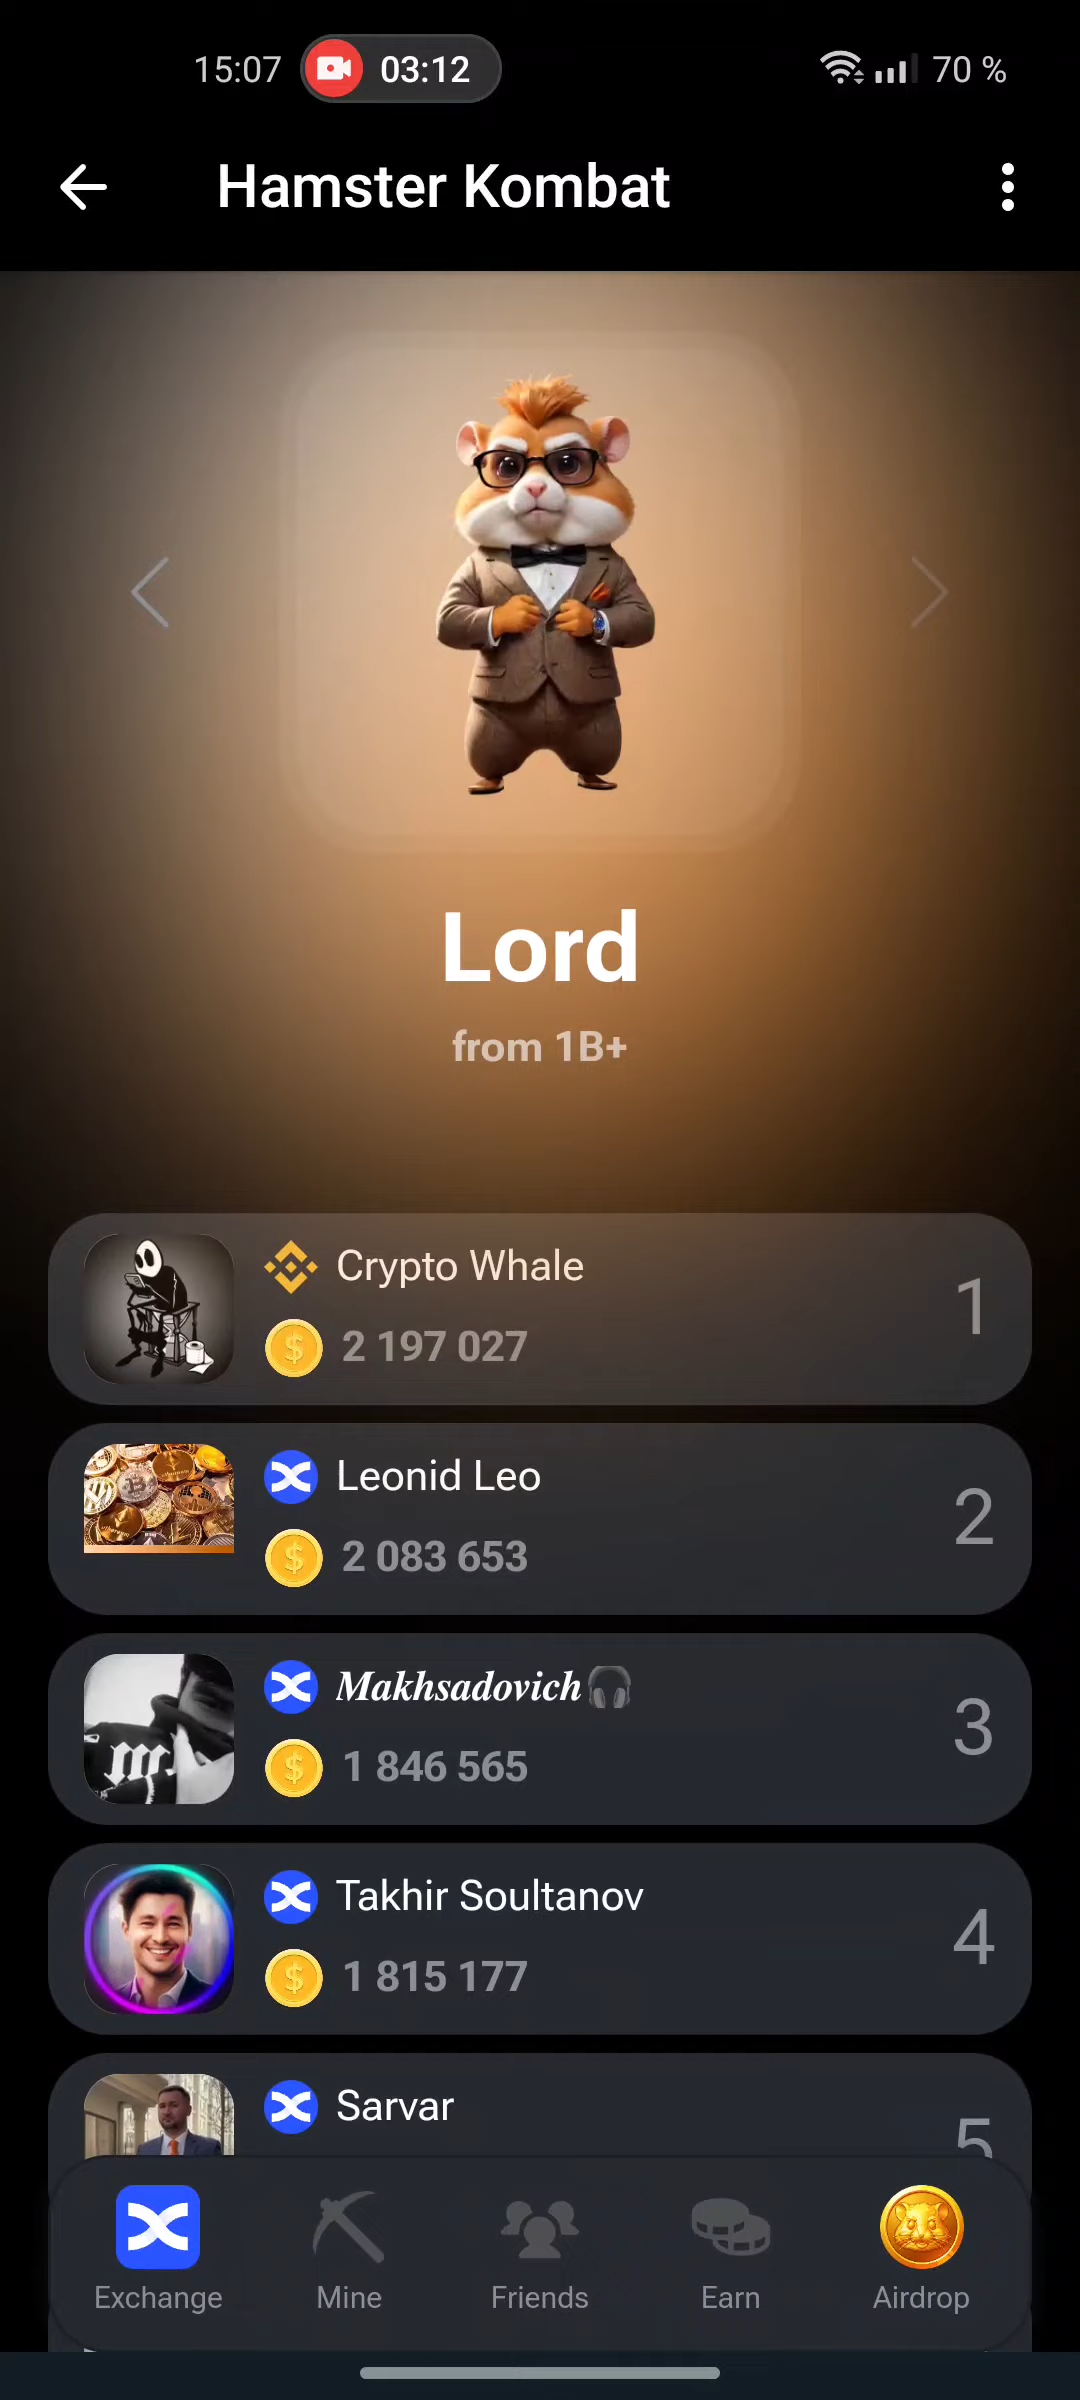 15:07 03:12 70 %
Hamster Kombat
Lord
from 1B+
Crypto Whale
2 197 027
1
Leonid Leo
2 083 653
2
Makhsadovich🎧
1 846 565
3
Takhir Soultanov
1 815 177
4
Sarvar
5
Exchange Mine Friends Earn Airdrop